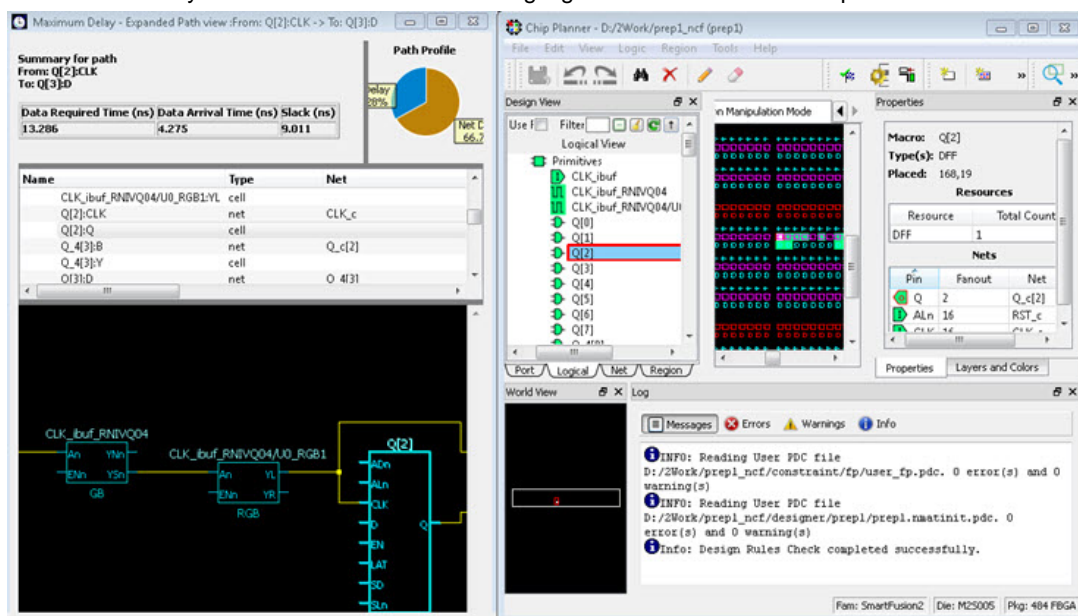 Maximum Delay - Expanded Path view :From: Q[2]:CLK -> To: Q[3]:D
Summary for path
From: Q[2]:CLK
To: Q[3]:D
Data Required Time (ns) Data Arrival Time (ns) Slack (ns)
13.286 4.275 9.011
Path Profile
28%
Net
66.
Name Type Net
CLK_ibuf_RNIVQ04/U0_RGB1:YL cell
Q[2]:CLK net CLK_c
Q[2]:Q cell
Q_4[3]:B net Q_c[2]
Q_4[3]:Y cell
Q[3]:D net Q_4[3]
CLK_ibuf_RNIVQ04
An YNn
ENn YSn
GB
CLK_ibuf_RNIVQ04/U0_RGB1
An YL
ENn YR
RGB
Q[2]
ADn
ALn
CLK
D Q
EN
LAT
SD
SLn
Chip Planner - D:/2Work/prep1_ncf (prep1)
File Edit View Logic Region Tools Help
Design View
Use F Filter
Logical View
Primitives
CLK_ibuf
CLK_ibuf_RNIVQ04
CLK_ibuf_RNIVQ04/U
Q[0]
Q[1]
Q[2]
Q[3]
Q[4]
Q[5]
Q[6]
Q[7]
Port Logical Net Region
n Manipulation Mode
Properties
Macro: Q[2]
Type(s): DFF
Placed: 168,19
Resources
Resource Total Count
DFF 1
Nets
Pin Fanout Net
Q 2 Q_c[2]
ALn 16 RST_c
Properties Layers and Colors
World View
Log
Messages Errors Warnings Info
INFO: Reading User PDC file
D:/2Work/prep1_ncf/constraint/fp/user_fp.pdc. 0 error(s) and 0
warning(s)
INFO: Reading User PDC file
D:/2Work/prep1_ncf/designer/prep1/prep1.nmatinit.pdc. 0
error(s) and 0 warning(s)
Info: Design Rules Check completed successfully.
Fam: SmartFusion2 Die: M2S005 Pkg: 484 FBGA